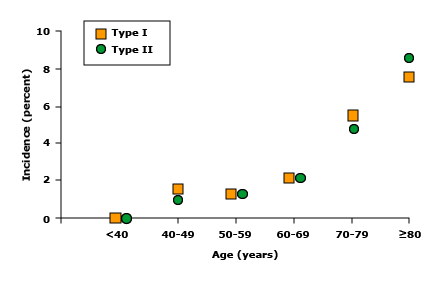 Type I
Type II
Incidence (percent)
10
8
6
4
2
0
<40 40-49 50-59 60-69 70-79 ≥80
Age (years)